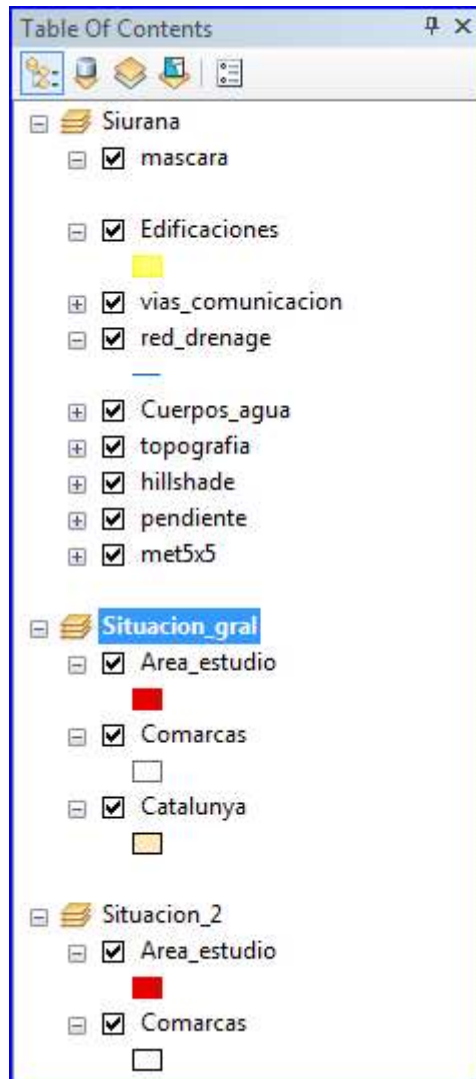 Table Of Contents
Siurana
mascara
Edificaciones
vias_comunicacion
red_drenage
Cuerpos_agua
topografia
hillshade
pendiente
met5x5
Situacion_gral
Area_estudio
Comarcas
Catalunya
Situacion_2
Area_estudio
Comarcas